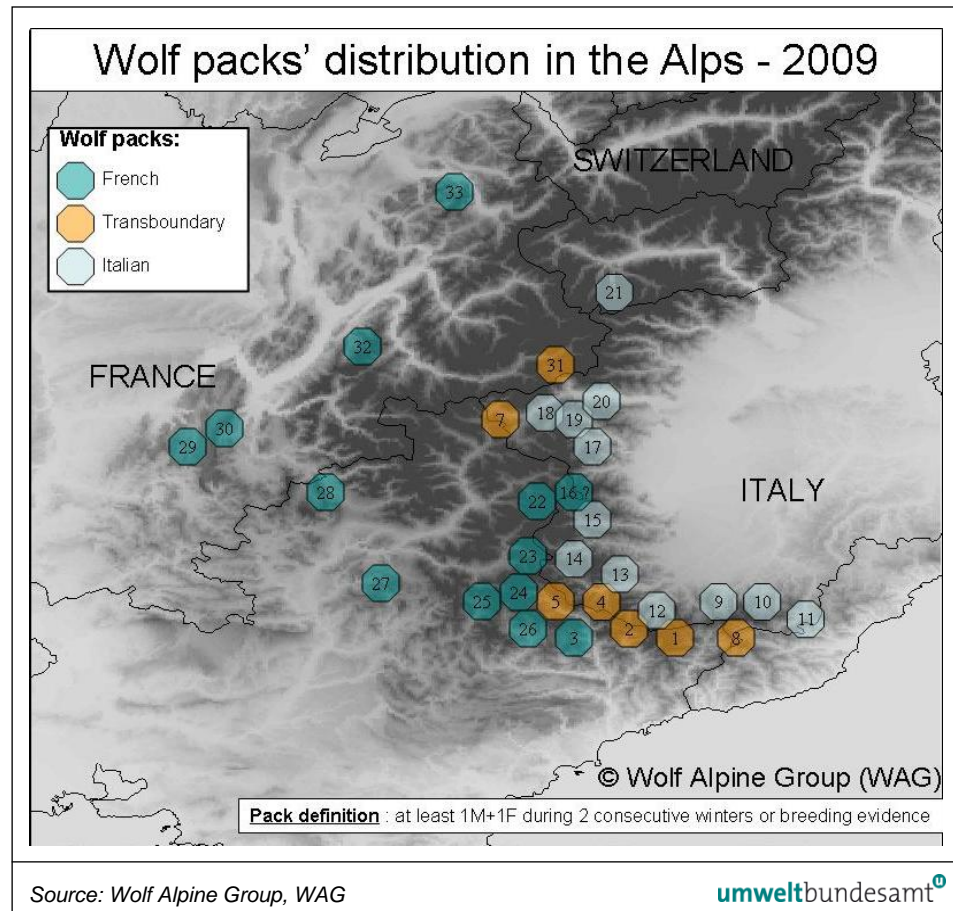 Wolf packs' distribution in the Alps - 2009
Wolf packs:
French
Transboundary
Italian
SWITZERLAND
33
21
32
FRANCE
31
20
18
19
7
30
29
17
28
16 ?
22
ITALY
15
23
14
13
27
24
25
5
4
9
10
12
11
26
3
2
1
8
© Wolf Alpine Group (WAG)
Pack definition : at least 1M+1F during 2 consecutive winters or breeding evidence
Source: Wolf Alpine Group, WAG
umweltbundesamt u